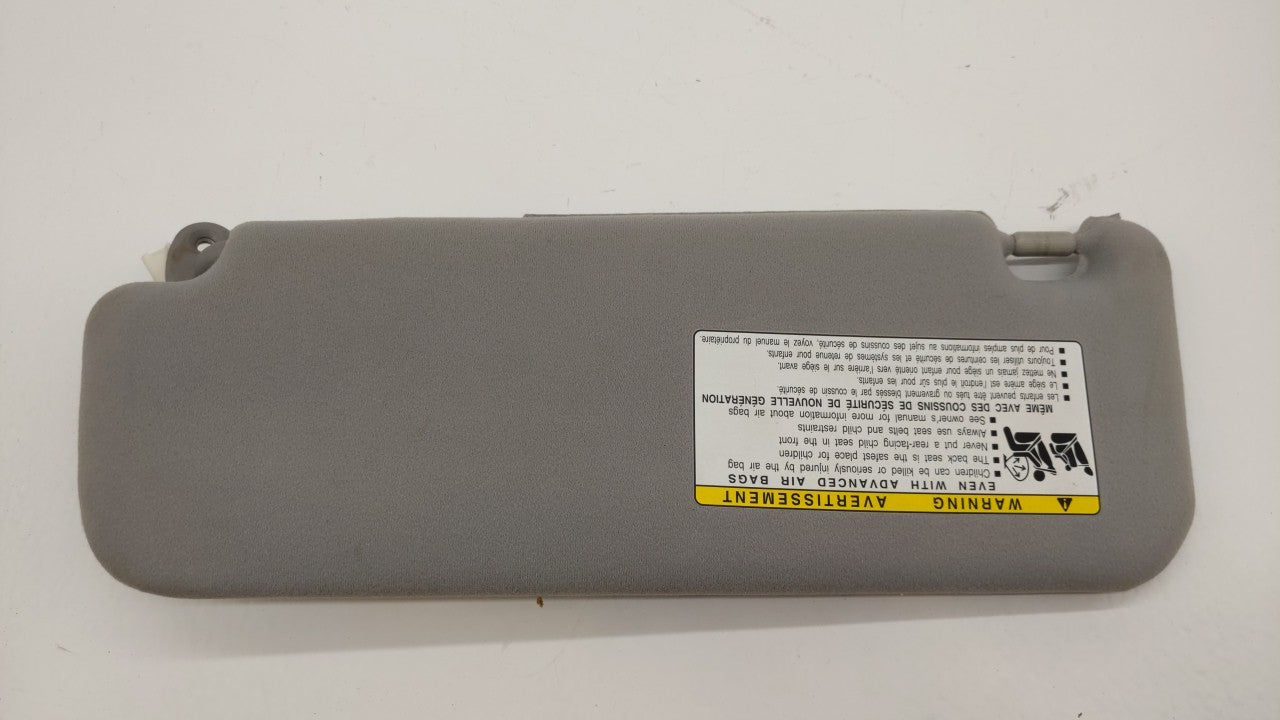 WARNING AVERTISSEMENT
EVEN WITH ADVANCED AIR BAGS
■ Children can be killed or seriously injured by the air bag
■ The back seat is the safest place for children
■ Never put a rear-facing child seat in the front
■ Always use seat belts and child restraints
■ See owner's manual for more information about air bags
MÊME AVEC DES COUSSINS DE SÉCURITÉ DE NOUVELLE GÉNÉRATION
■ Les enfants peuvent être tués ou gravement blessés par le coussin de sécurité.
■ Le siège arrière est l'endroit le plus sûr pour les enfants.
■ Ne mettez jamais un siège pour enfant orienté vers l'arrière sur le siège avant.
■ Toujours utiliser les ceintures de sécurité et les systèmes de retenue pour enfants.
■ Pour de plus amples informations au sujet des coussins de sécurité, voyez le manuel du propriétaire.